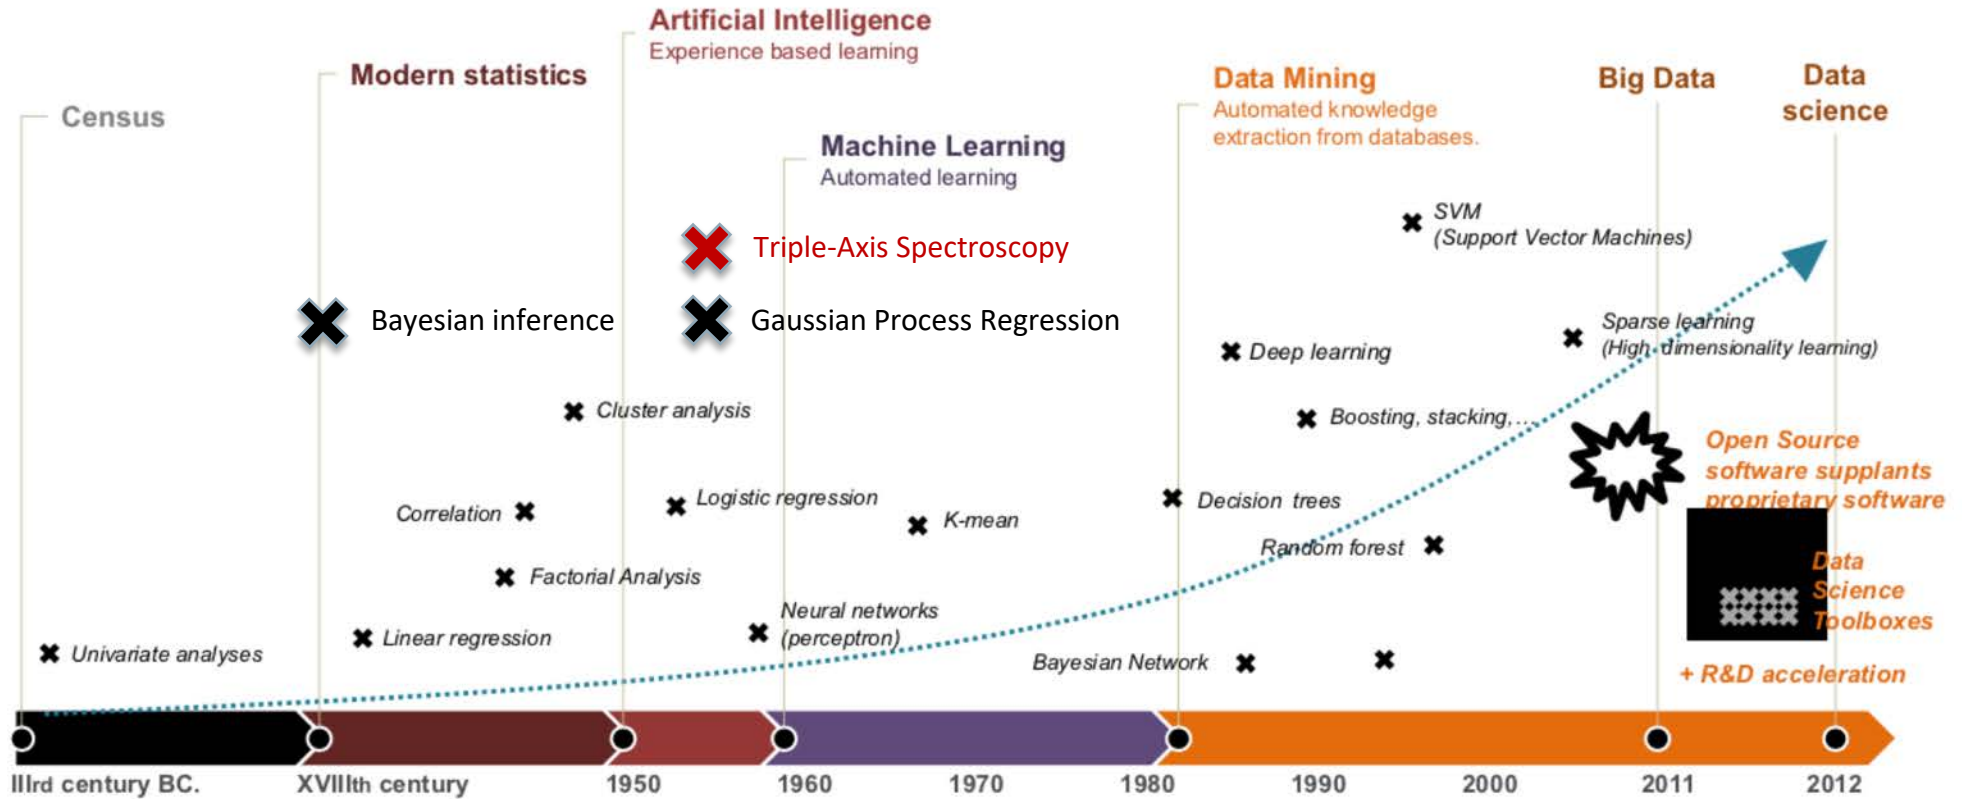 Artificial Intelligence
Experience based learning
Modern statistics
Census
Data Mining
Automated knowledge
extraction from databases.
Big Data
Data
science
Machine Learning
Automated learning
Triple-Axis Spectroscopy
Bayesian inference
Gaussian Process Regression
SVM
(Support Vector Machines)
Sparse learning
(High dimensionality learning)
Deep learning
Cluster analysis
Boosting, stacking,...
Open Source
software supplants
proprietary software
Correlation
Logistic regression
K-mean
Decision trees
Random forest
Factorial Analysis
Data
Science
Toolboxes
Neural networks
(perceptron)
Linear regression
Univariate analyses
Bayesian Network
+ R&D acceleration
IIIrd century BC.
XVIIIth century
1950
1960
1970
1980
1990
2000
2011
2012